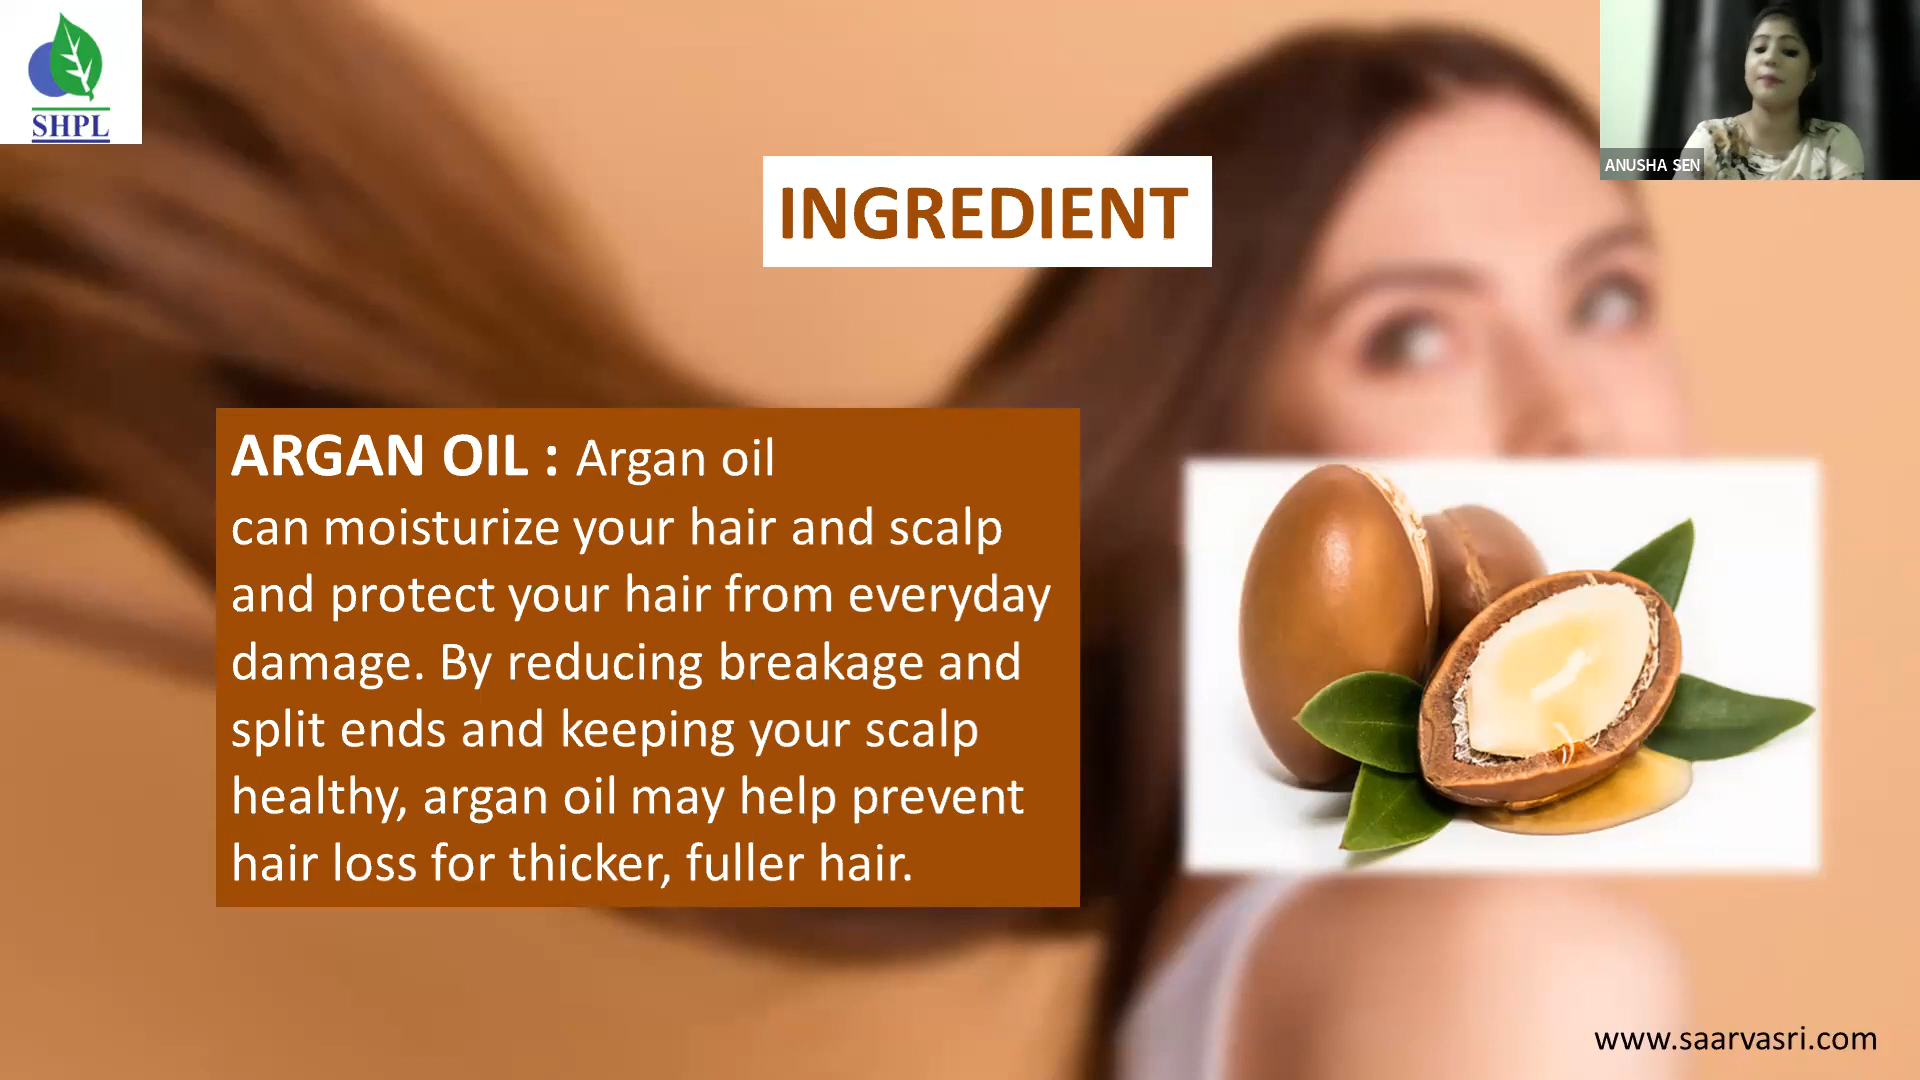 SHPL
ANUSHA SEN
INGREDIENT
ARGAN OIL : Argan oil
can moisturize your hair and scalp
and protect your hair from everyday
damage. By reducing breakage and
split ends and keeping your scalp
healthy, argan oil may help prevent
hair loss for thicker, fuller hair.
www.saarvasri.com